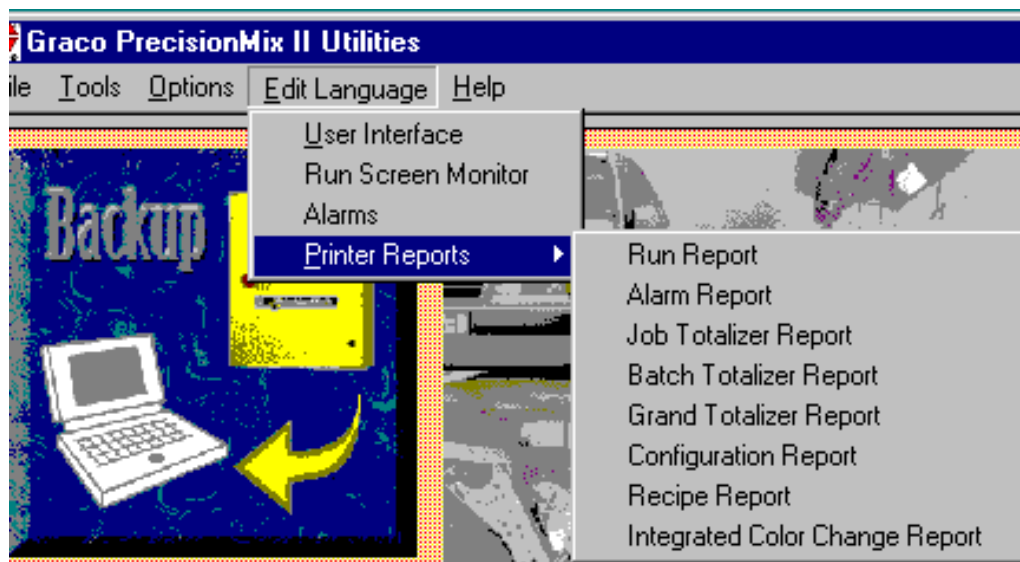 Graco PrecisionMix II Utilities
ile Tools Options Edit Language Help
User Interface
Run Screen Monitor
Alarms
Printer Reports
Run Report
Alarm Report
Job Totalizer Report
Batch Totalizer Report
Grand Totalizer Report
Configuration Report
Recipe Report
Integrated Color Change Report
Backup